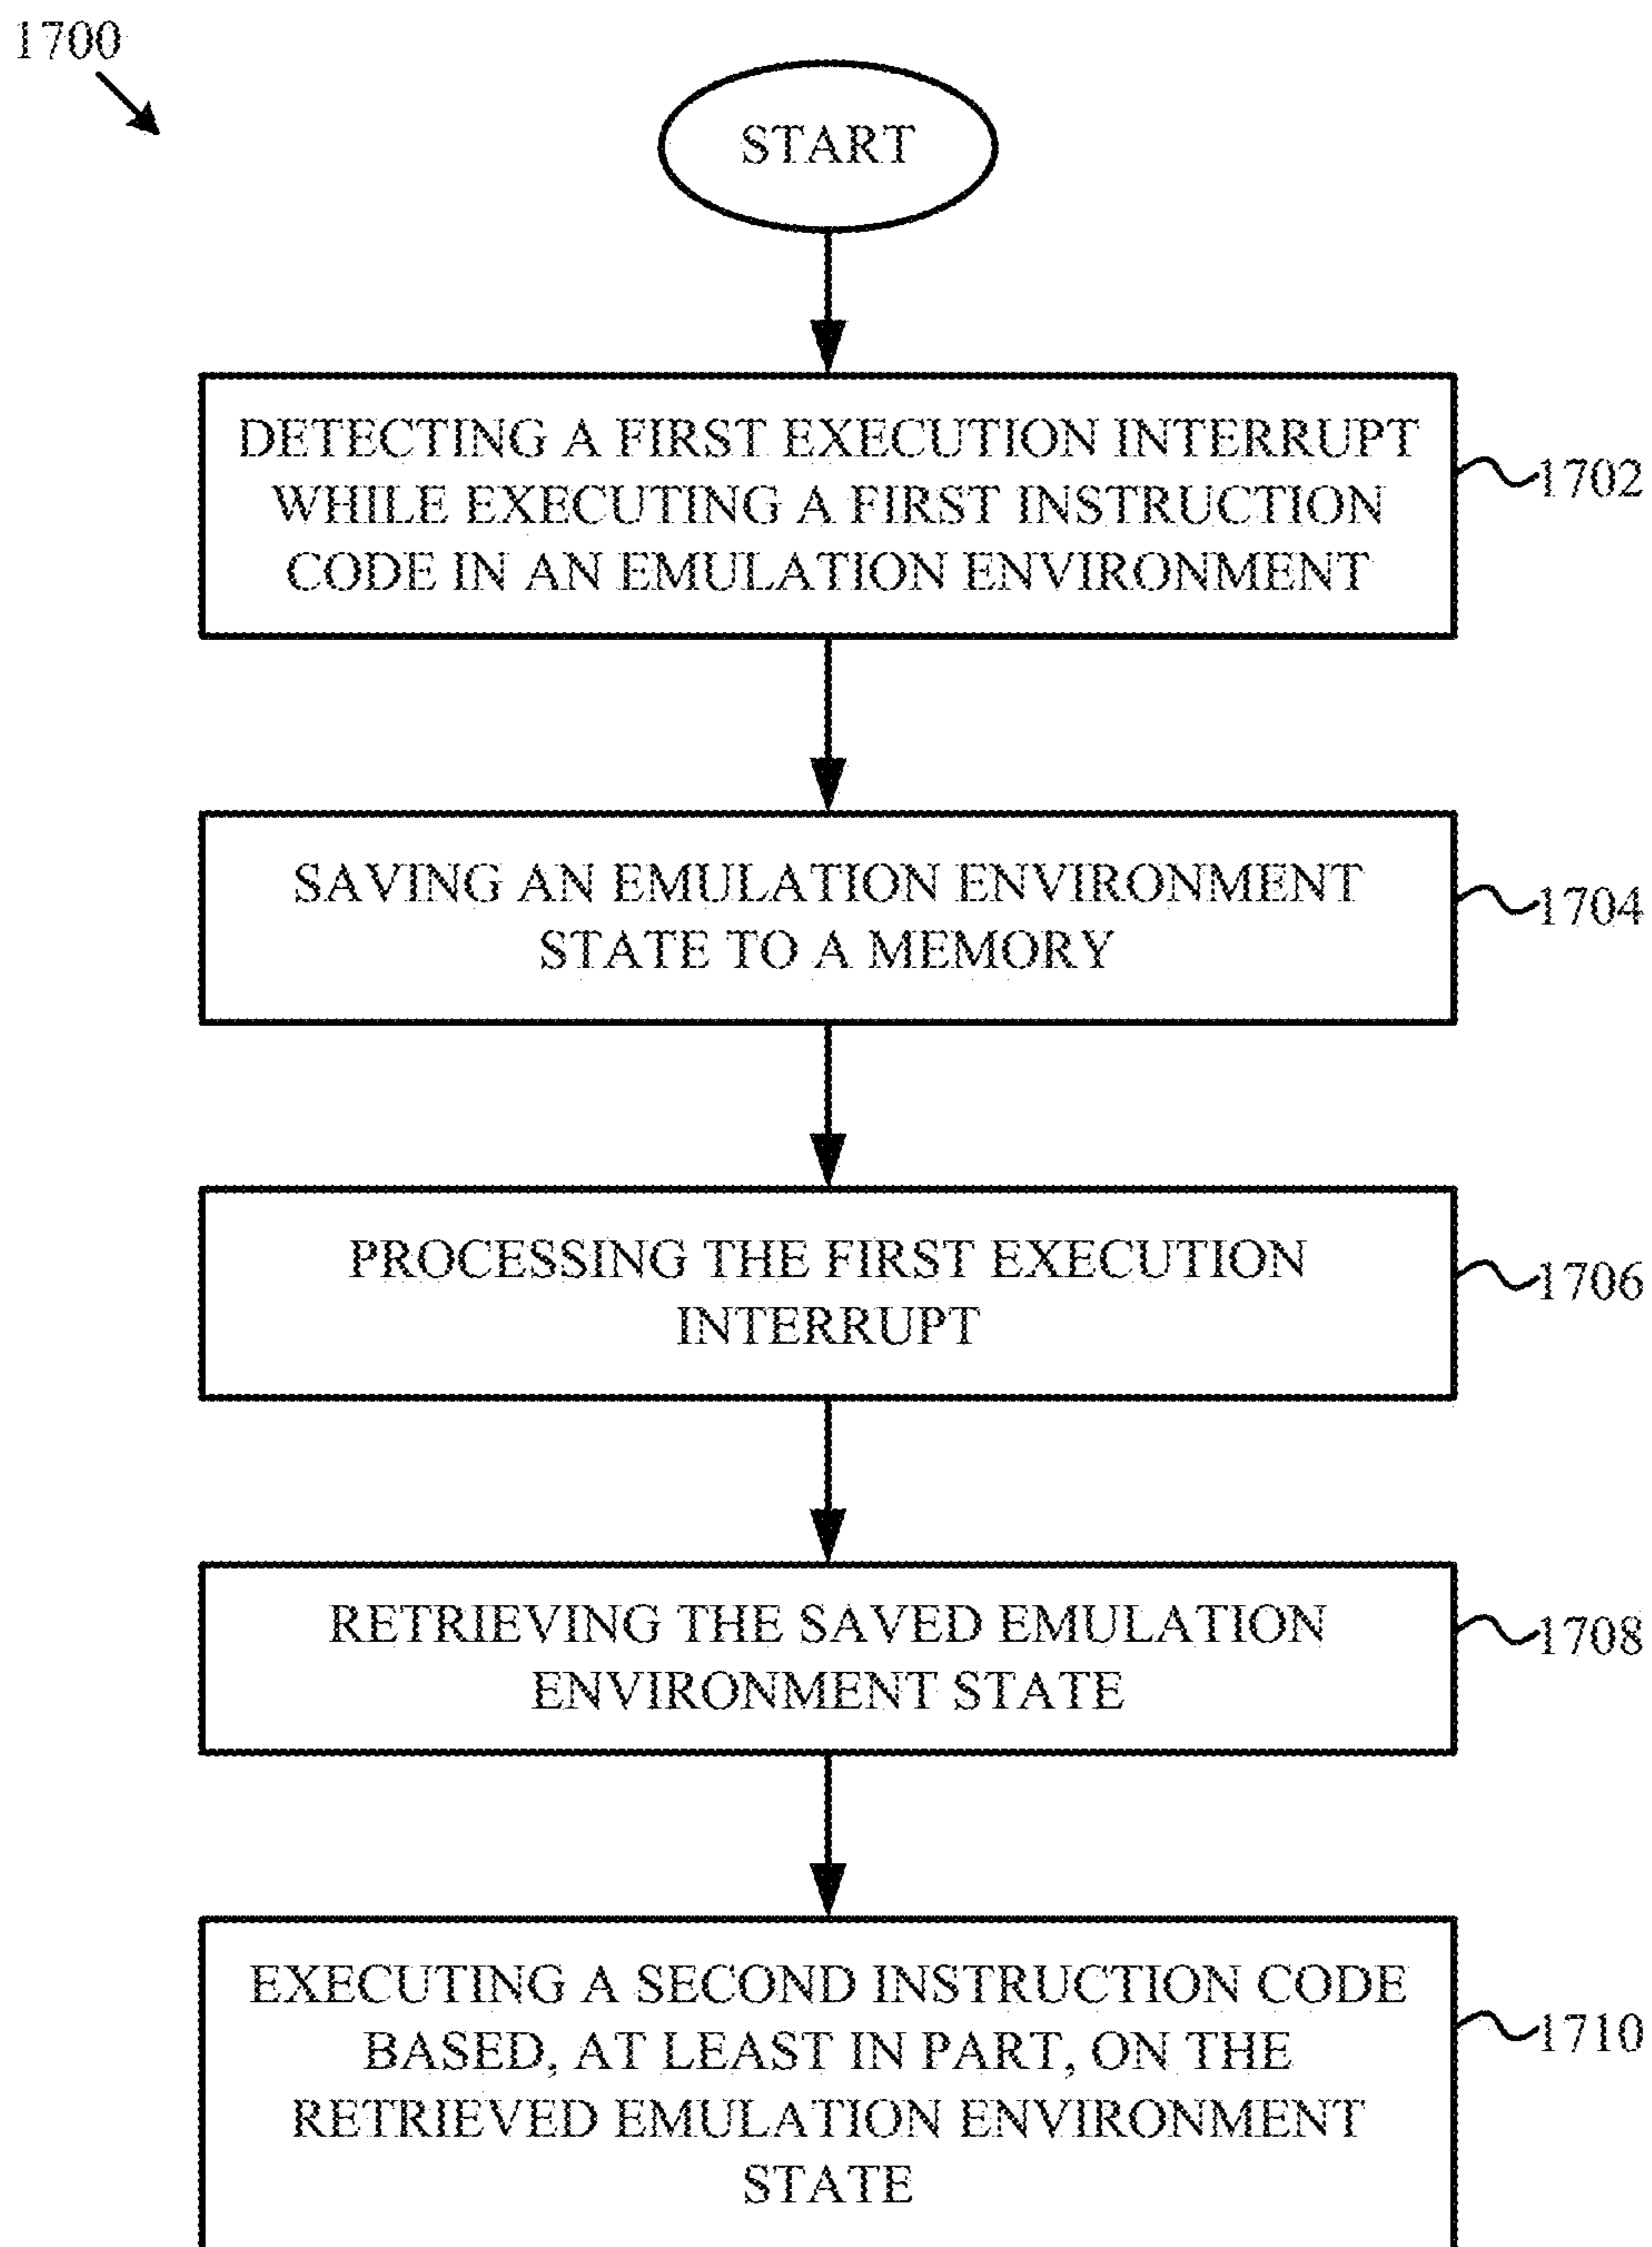 1700
START
DETECTING A FIRST EXECUTION INTERRUPT
WHILE EXECUTING A FIRST INSTRUCTION
CODE IN AN EMULATION ENVIRONMENT
1702
SAVING AN EMULATION ENVIRONMENT
STATE TO A MEMORY
1704
PROCESSING THE FIRST EXECUTION
INTERRUPT
1706
RETRIEVING THE SAVED EMULATION
ENVIRONMENT STATE
1708
EXECUTING A SECOND INSTRUCTION CODE
BASED, AT LEAST IN PART, ON THE
RETRIEVED EMULATION ENVIRONMENT
STATE
1710